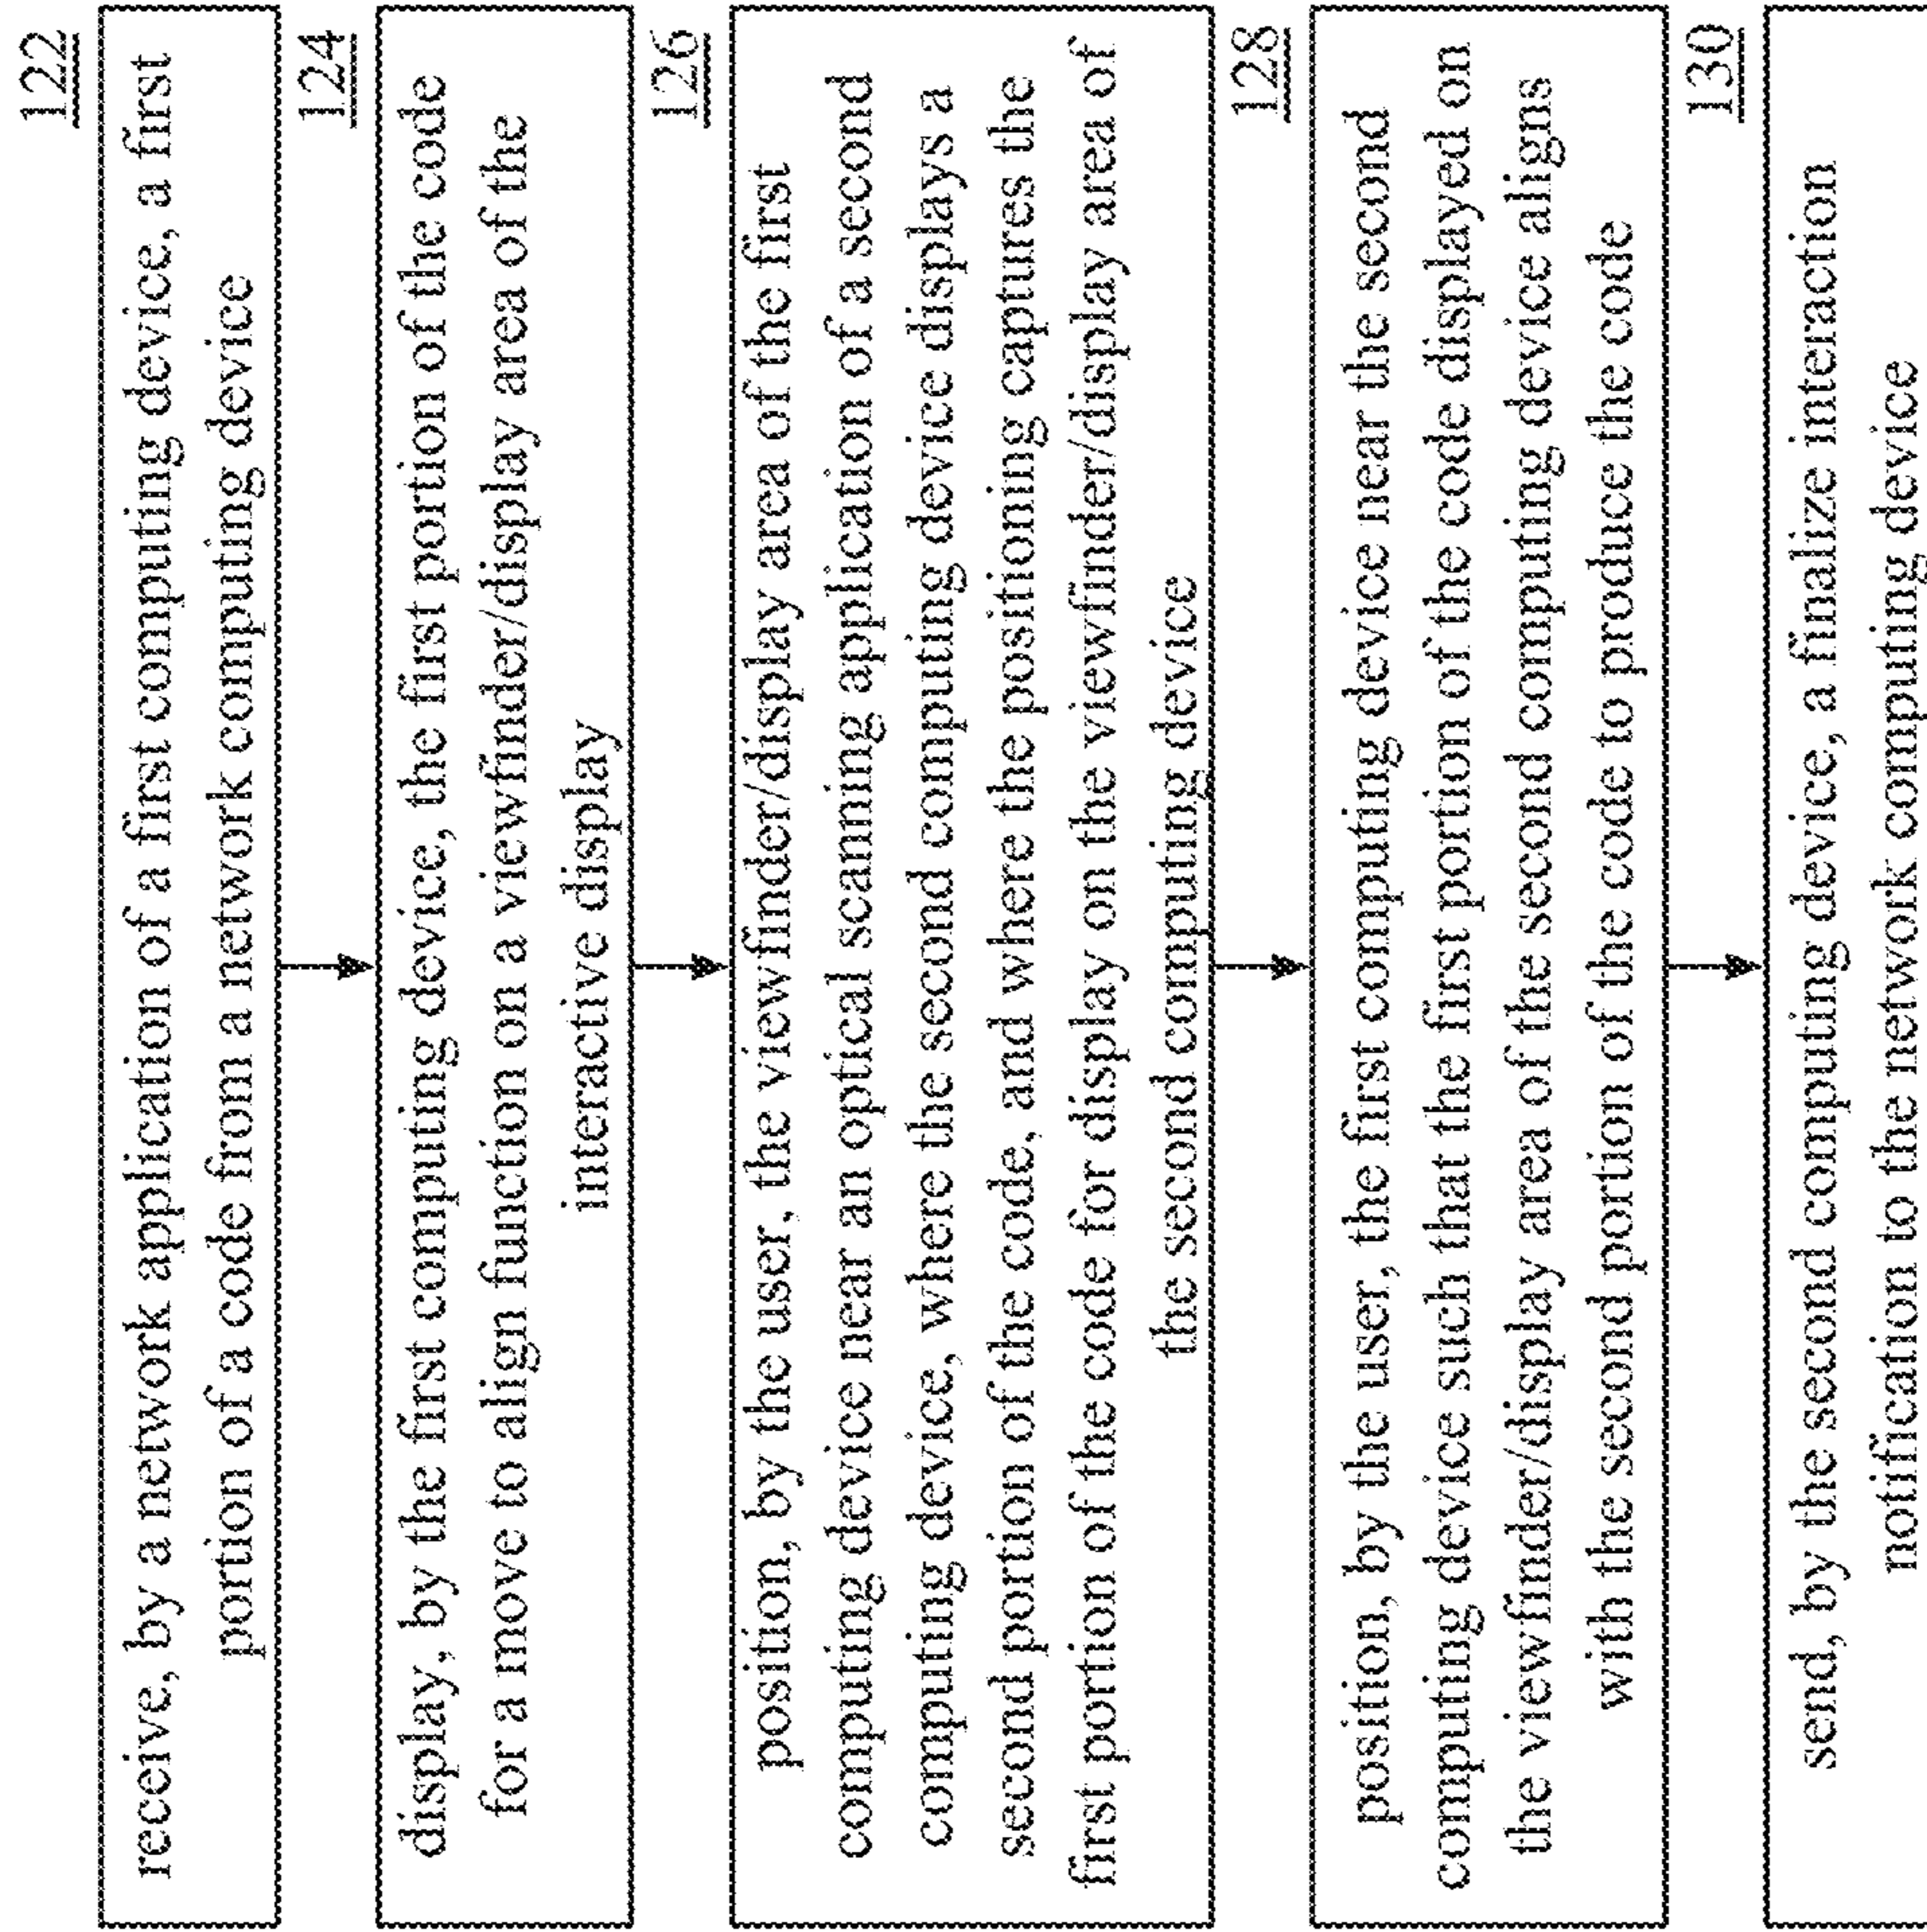 122
receive, by a network application of a first computing device, a first
portion of a code from a network computing device
124
display, by the first computing device, the first portion of the code
for a move to align function on a viewfinder/display area of the
interactive display
126
position, by the user, the viewfinder/display area of the first
computing device near an optical scanning application of a second
computing device, where the second computing device displays a
second portion of the code, and where the positioning captures the
first portion of the code for display on the viewfinder/display area of
the second computing device
128
position, by the user, the first computing device near the second
computing device such that the first portion of the code displayed on
the viewfinder/display area of the second computing device aligns
with the second portion of the code to produce the code
130
send, by the second computing device, a finalize interaction
notification to the network computing device